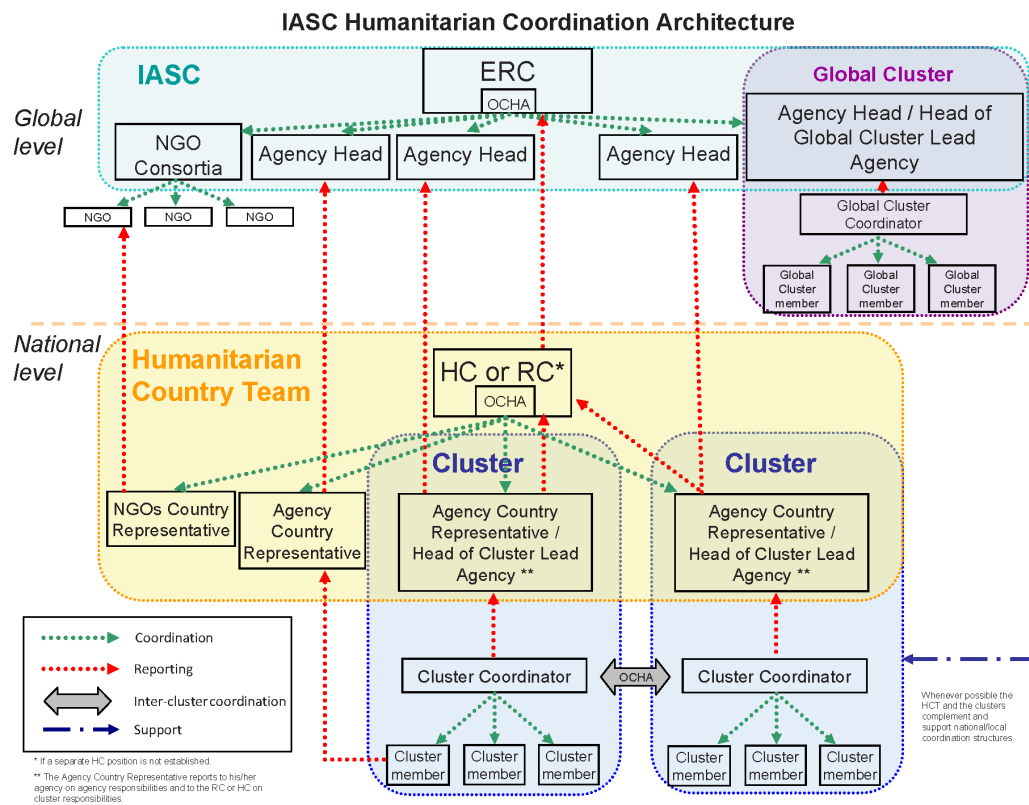 IASC Humanitarian Coordination Architecture
IASC
ERC
OCHA
Global Cluster
Global
level
NGO
Consortia
Agency Head
Agency Head
Agency Head
Agency Head / Head of
Global Cluster Lead
Agency
NGO
NGO
NGO
Global Cluster
Coordinator
Global
Cluster
member
Global
Cluster
member
Global
Cluster
member
National
level
Humanitarian
Country Team
HC or RC*
OCHA
Cluster
Cluster
NGOs Country
Representative
Agency
Country
Representative
Agency Country
Representative /
Head of Cluster Lead
Agency **
Agency Country
Representative /
Head of Cluster Lead
Agency **
Cluster Coordinator
OCHA
Cluster Coordinator
Cluster
member
Cluster
member
Cluster
member
Cluster
member
Cluster
member
Cluster
member
Coordination
Reporting
Inter-cluster coordination
Support
Whenever possible the
HCT and the clusters
complement and
support national/local
coordination structures.
* If a separate HC position is not established.
** The Agency Country Representative reports to his/her
agency on agency responsibilities and to the RC or HC on
cluster responsibilities.